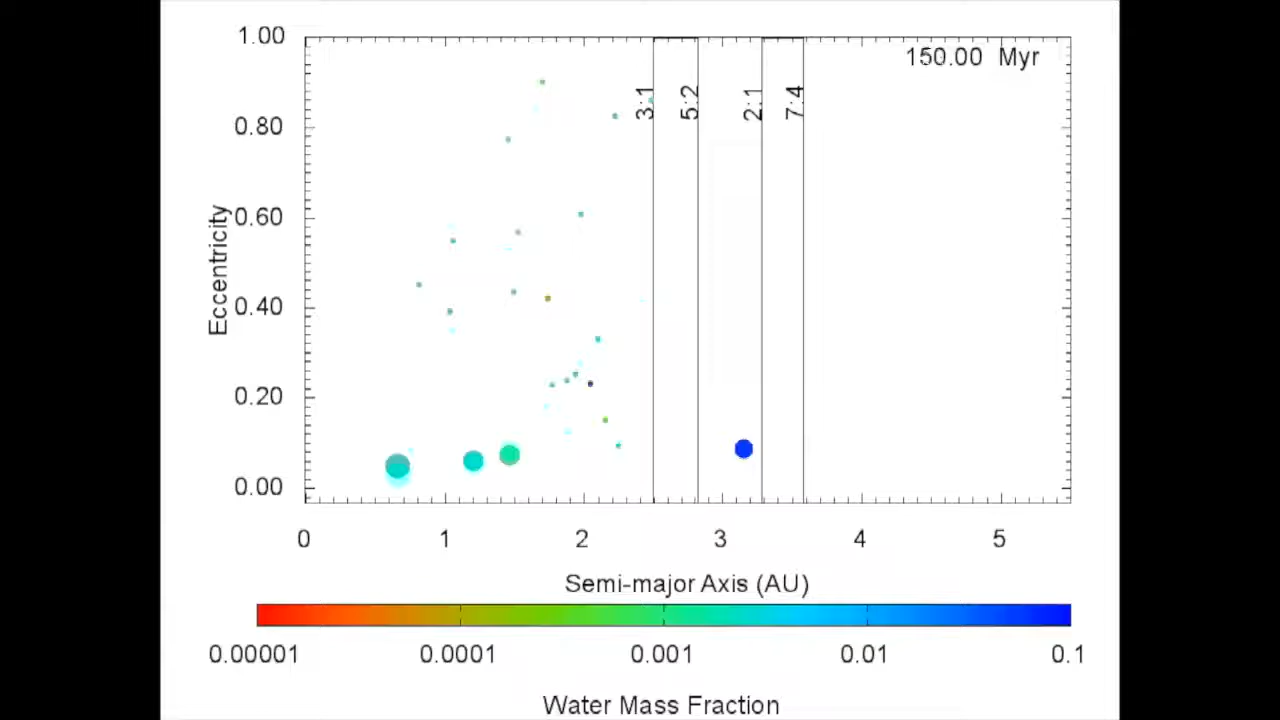 1.00
150.00 Myr
3:1
5:2
2:1
7:4
0.80
0.60
Eccentricity
0.40
0.20
0.00
0 1 2 3 4 5
Semi-major Axis (AU)
0.00001 0.0001 0.001 0.01 0.1
Water Mass Fraction